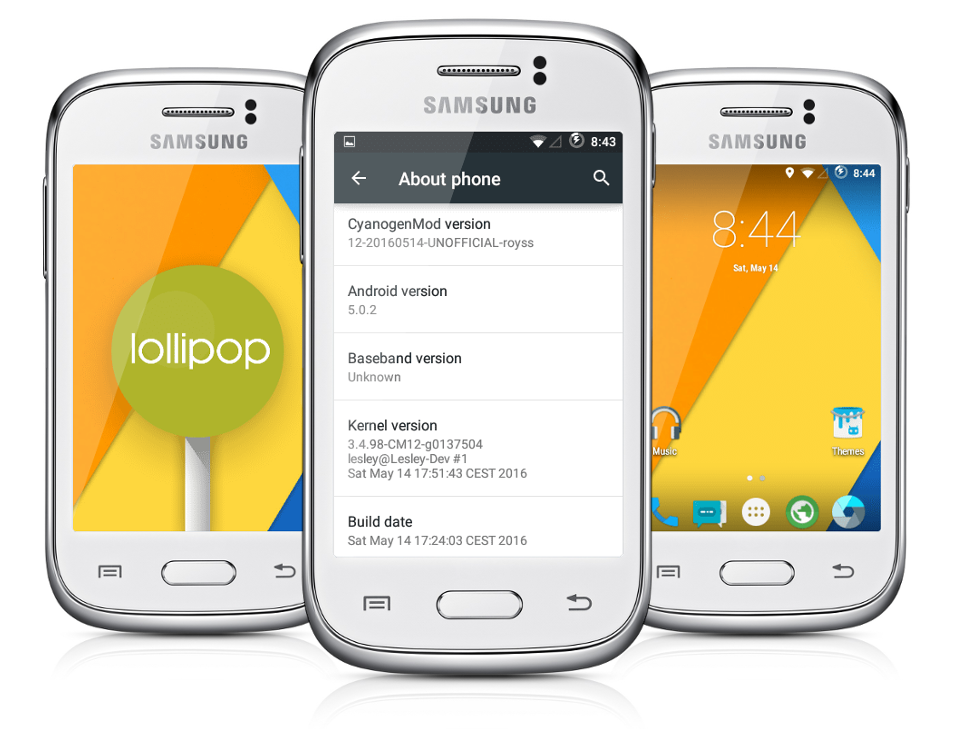 SAMSUNG
lollipop
SAMSUNG
8:43
About phone
CyanogenMod version
12-20160514-UNOFFICIAL-royss
Android version
5.0.2
Baseband version
Unknown
Kernel version
3.4.98-CM12-g0137504
lesley@Lesley-Dev #1
Sat May 14 17:51:43 CEST 2016
Build date
Sat May 14 17:24:03 CEST 2016
SAMSUNG
8:44
8:44
Sat, May 14
Music
Themes